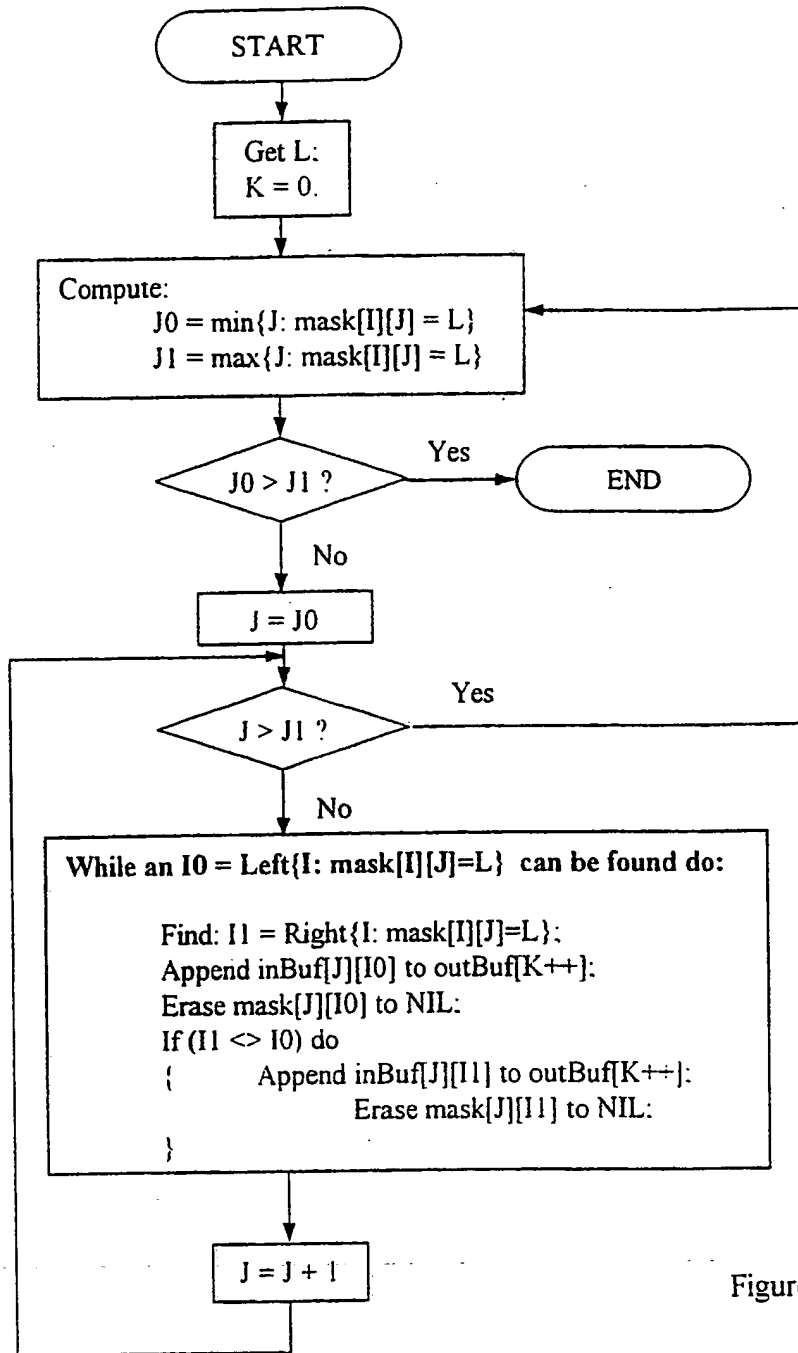 START
Get L:
K = 0.
Compute:
J0 = min{J: mask[I][J] = L}
J1 = max{J: mask[I][J] = L}
J0 > J1 ?
Yes
END
No
J = J0
J > J1 ?
Yes
No
While an I0 = Left{I: mask[I][J]=L} can be found do:
Find: I1 = Right{I: mask[I][J]=L};
Append inBuf[J][I0] to outBuf[K++];
Erase mask[J][I0] to NIL:
If (I1 <> I0) do
{ Append inBuf[J][I1] to outBuf[K++];
Erase mask[J][I1] to NIL:
}
J = J + 1